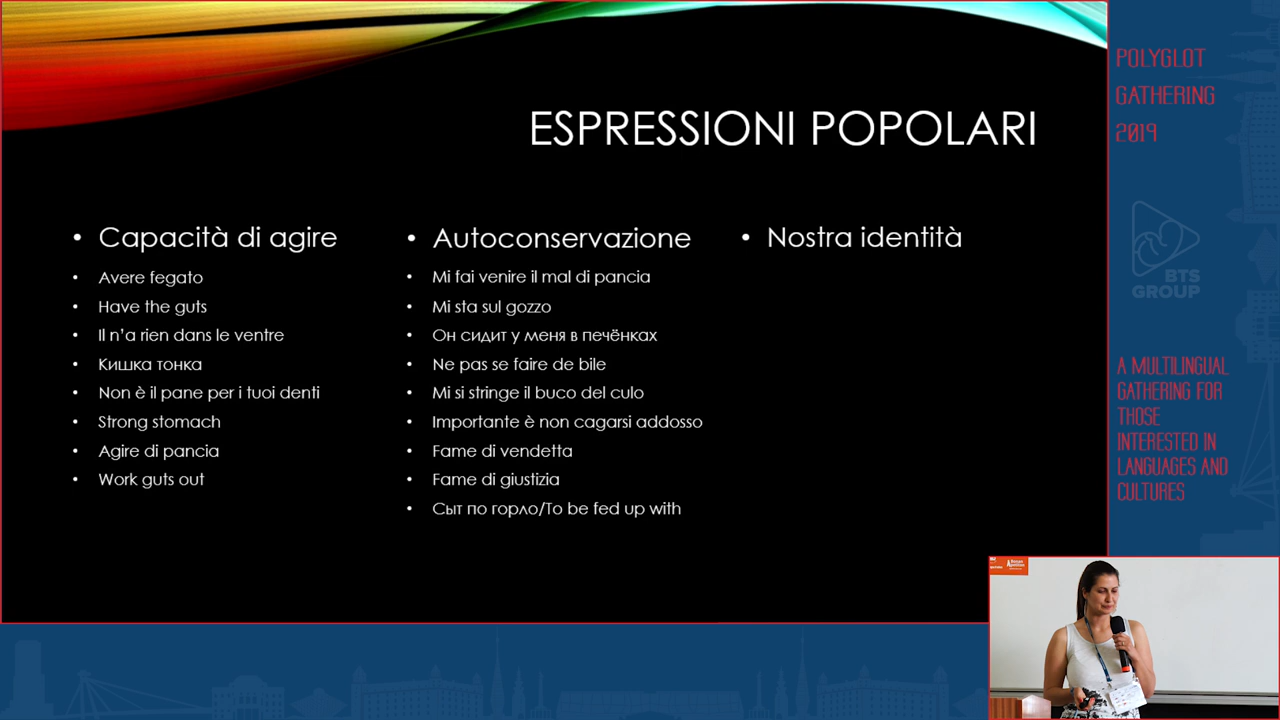 ESPRESSIONI POPOLARI
• Capacità di agire
• Avere fegato
• Have the guts
• Il n’a rien dans le ventre
• Кишка тонка
• Non è il pane per i tuoi denti
• Strong stomach
• Agire di pancia
• Work guts out
• Autoconservazione
• Mi fai venire il mal di pancia
• Mi sta sul gozzo
• Он сидит у меня в печёнках
• Ne pas se faire de bile
• Mi si stringe il buco del culo
• Importante è non cagarsi addosso
• Fame di vendetta
• Fame di giustizia
• Сыт по горло/To be fed up with
• Nostra identità
POLYGLOT
GATHERING
2019
BTS
GROUP
A MULTILINGUAL
GATHERING FOR
THOSE
INTERESTED IN
LANGUAGES AND
CULTURES